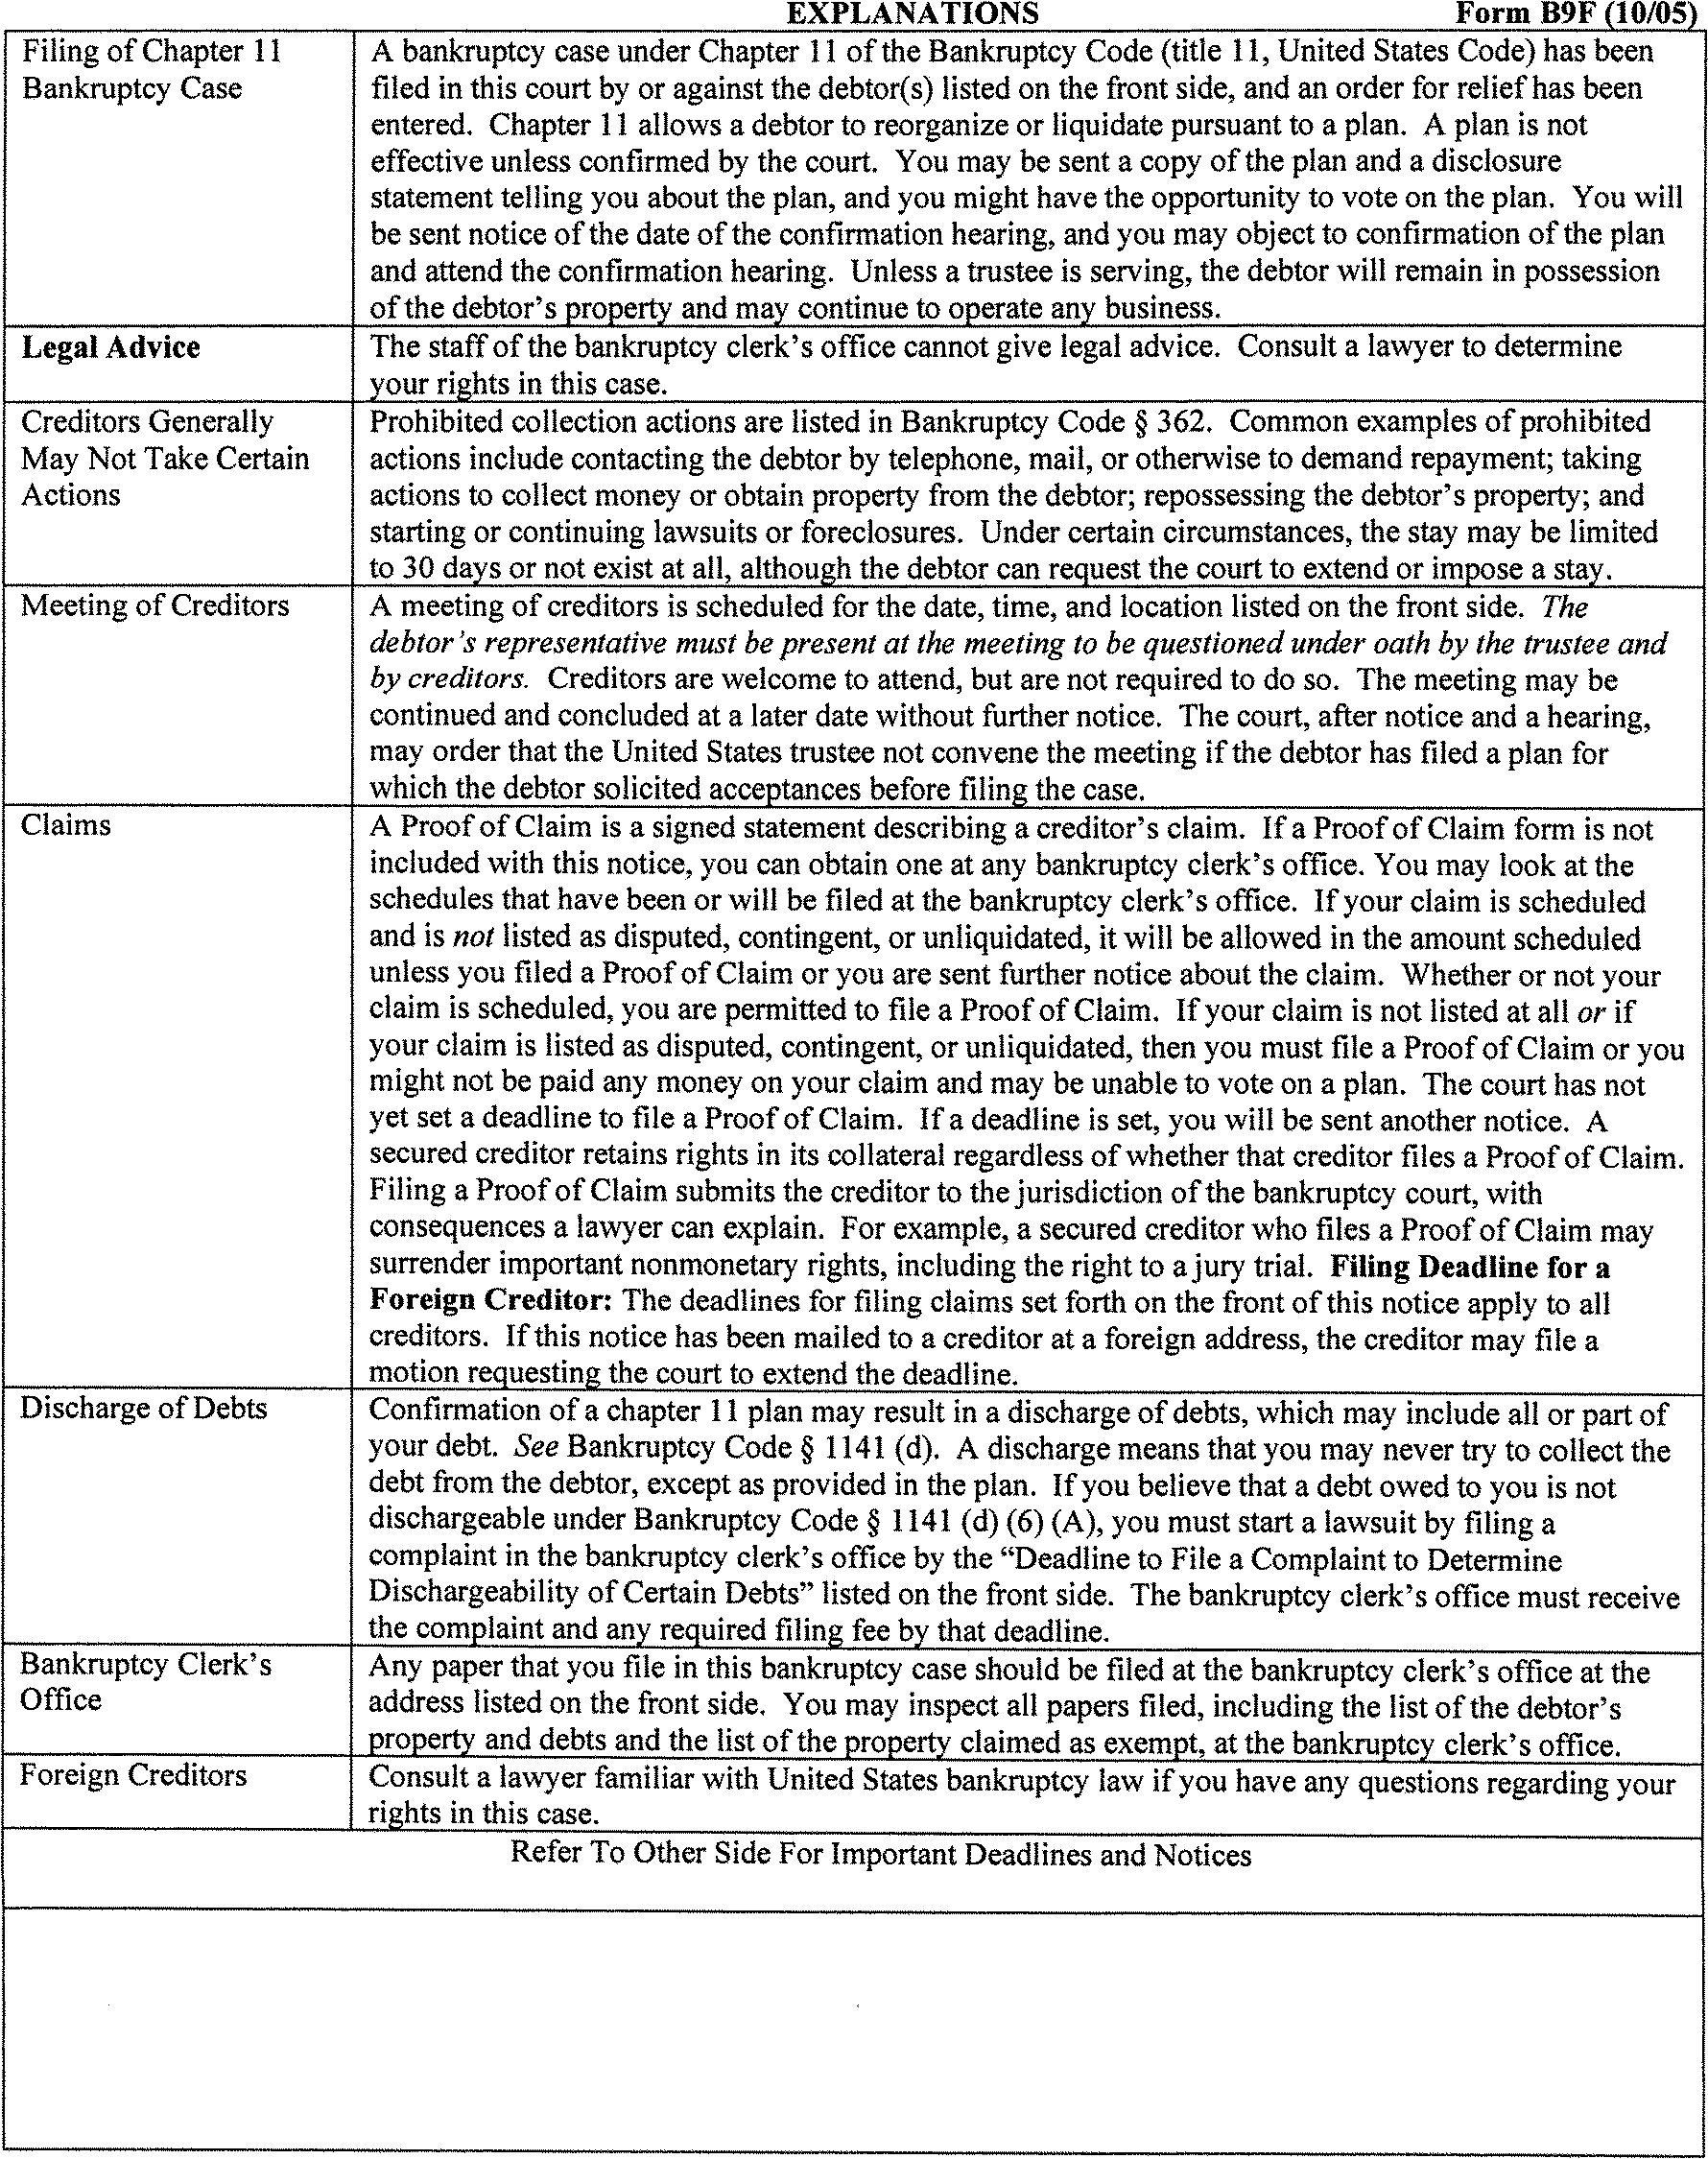 EXPLANATIONS Form B9F (10/05)
Filing of Chapter 11
Bankruptcy Case
A bankruptcy case under Chapter 11 of the Bankruptcy Code (title 11, United States Code) has been
filed in this court by or against the debtor(s) listed on the front side, and an order for relief has been
entered. Chapter 11 allows a debtor to reorganize or liquidate pursuant to a plan. A plan is not
effective unless confirmed by the court. You may be sent a copy of the plan and a disclosure
statement telling you about the plan, and you might have the opportunity to vote on the plan. You will
be sent notice of the date of the confirmation hearing, and you may object to confirmation of the plan
and attend the confirmation hearing. Unless a trustee is serving, the debtor will remain in possession
of the debtor's property and may continue to operate any business.
Legal Advice
The staff of the bankruptcy clerk's office cannot give legal advice. Consult a lawyer to determine
your rights in this case.
Creditors Generally
May Not Take Certain
Actions
Prohibited collection actions are listed in Bankruptcy Code § 362. Common examples of prohibited
actions include contacting the debtor by telephone, mail, or otherwise to demand repayment; taking
actions to collect money or obtain property from the debtor; repossessing the debtor's property; and
starting or continuing lawsuits or foreclosures. Under certain circumstances, the stay may be limited
to 30 days or not exist at all, although the debtor can request the court to extend or impose a stay.
Meeting of Creditors
A meeting of creditors is scheduled for the date, time, and location listed on the front side. The
debtor's representative must be present at the meeting to be questioned under oath by the trustee and
by creditors. Creditors are welcome to attend, but are not required to do so. The meeting may be
continued and concluded at a later date without further notice. The court, after notice and a hearing,
may order that the United States trustee not convene the meeting if the debtor has filed a plan for
which the debtor solicited acceptances before filing the case.
Claims
A Proof of Claim is a signed statement describing a creditor's claim. If a Proof of Claim form is not
included with this notice, you can obtain one at any bankruptcy clerk's office. You may look at the
schedules that have been or will be filed at the bankruptcy clerk's office. If your claim is scheduled
and is not listed as disputed, contingent, or unliquidated, it will be allowed in the amount scheduled
unless you filed a Proof of Claim or you are sent further notice about the claim. Whether or not your
claim is scheduled, you are permitted to file a Proof of Claim. If your claim is not listed at all or if
your claim is listed as disputed, contingent, or unliquidated, then you must file a Proof of Claim or you
might not be paid any money on your claim and may be unable to vote on a plan. The court has not
yet set a deadline to file a Proof of Claim. If a deadline is set, you will be sent another notice. A
secured creditor retains rights in its collateral regardless of whether that creditor files a Proof of Claim.
Filing a Proof of Claim submits the creditor to the jurisdiction of the bankruptcy court, with
consequences a lawyer can explain. For example, a secured creditor who files a Proof of Claim may
surrender important nonmonetary rights, including the right to a jury trial. Filing Deadline for a
Foreign Creditor: The deadlines for filing claims set forth on the front of this notice apply to all
creditors. If this notice has been mailed to a creditor at a foreign address, the creditor may file a
motion requesting the court to extend the deadline.
Discharge of Debts
Confirmation of a chapter 11 plan may result in a discharge of debts, which may include all or part of
your debt. See Bankruptcy Code § 1141 (d). A discharge means that you may never try to collect the
debt from the debtor, except as provided in the plan. If you believe that a debt owed to you is not
dischargeable under Bankruptcy Code § 1141 (d) (6) (A), you must start a lawsuit by filing a
complaint in the bankruptcy clerk's office by the “Deadline to File a Complaint to Determine
Dischargeability of Certain Debts” listed on the front side. The bankruptcy clerk's office must receive
the complaint and any required filing fee by that deadline.
Bankruptcy Clerk's
Office
Any paper that you file in this bankruptcy case should be filed at the bankruptcy clerk's office at the
address listed on the front side. You may inspect all papers filed, including the list of the debtor's
property and debts and the list of the property claimed as exempt, at the bankruptcy clerk's office.
Foreign Creditors
Consult a lawyer familiar with United States bankruptcy law if you have any questions regarding your
rights in this case.
Refer To Other Side For Important Deadlines and Notices